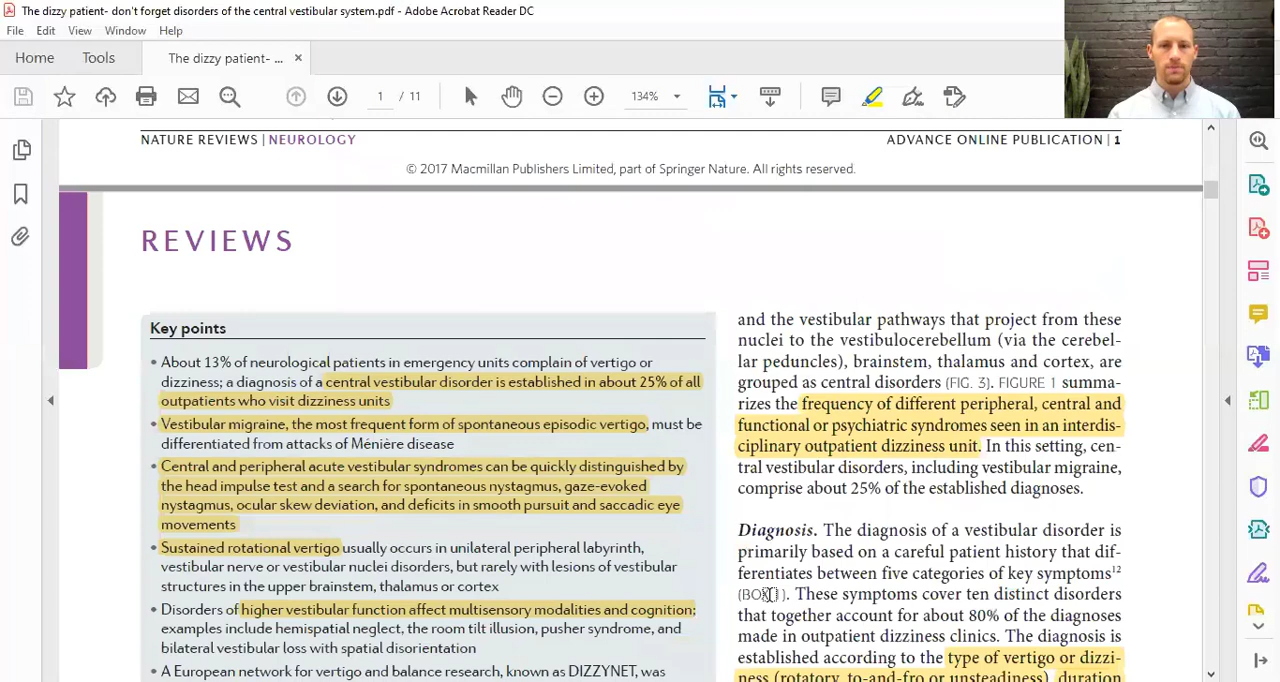 The dizzy patient- don't forget disorders of the central vestibular system.pdf - Adobe Acrobat Reader DC
File Edit View Window Help
Home Tools The dizzy patient- ... ×
1 / 11 134%
NATURE REVIEWS | NEUROLOGY ADVANCE ONLINE PUBLICATION | 1
© 2017 Macmillan Publishers Limited, part of Springer Nature. All rights reserved.
REVIEWS
Key points
• About 13% of neurological patients in emergency units complain of vertigo or
dizziness; a diagnosis of a central vestibular disorder is established in about 25% of all
outpatients who visit dizziness units
• Vestibular migraine, the most frequent form of spontaneous episodic vertigo, must be
differentiated from attacks of Ménière disease
• Central and peripheral acute vestibular syndromes can be quickly distinguished by
the head impulse test and a search for spontaneous nystagmus, gaze-evoked
nystagmus, ocular skew deviation, and deficits in smooth pursuit and saccadic eye
movements
• Sustained rotational vertigo usually occurs in unilateral peripheral labyrinth,
vestibular nerve or vestibular nuclei disorders, but rarely with lesions of vestibular
structures in the upper brainstem, thalamus or cortex
• Disorders of higher vestibular function affect multisensory modalities and cognition;
examples include hemispatial neglect, the room tilt illusion, pusher syndrome, and
bilateral vestibular loss with spatial disorientation
• A European network for vertigo and balance research, known as DIZZYNET, was
and the vestibular pathways that project from these
nuclei to the vestibulocerebellum (via the cerebel-
lar peduncles), brainstem, thalamus and cortex, are
grouped as central disorders (FIG. 3). FIGURE 1 summa-
rizes the frequency of different peripheral, central and
functional or psychiatric syndromes seen in an interdis-
ciplinary outpatient dizziness unit. In this setting, cen-
tral vestibular disorders, including vestibular migraine,
comprise about 25% of the established diagnoses.
Diagnosis. The diagnosis of a vestibular disorder is
primarily based on a careful patient history that dif-
ferentiates between five categories of key symptoms¹²
(BOX 1). These symptoms cover ten distinct disorders
that together account for about 80% of the diagnoses
made in outpatient dizziness clinics. The diagnosis is
established according to the type of vertigo or dizzi-
ness (rotatory, to-and-fro or unsteadiness), duration